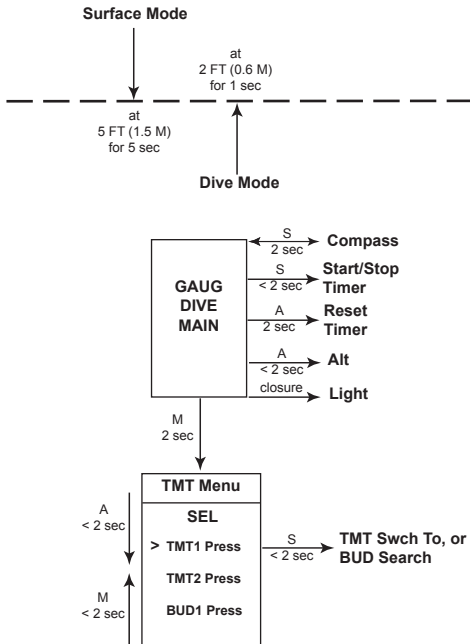 Surface Mode
at
2 FT (0.6 M)
for 1 sec
at
5 FT (1.5 M)
for 5 sec
Dive Mode
GAUG
DIVE
MAIN
S
2 sec
Compass
S
< 2 sec
Start/Stop
Timer
A
2 sec
Reset
Timer
A
< 2 sec
Alt
closure
Light
M
2 sec
TMT Menu
SEL
A
< 2 sec
> TMT1 Press
S
< 2 sec
TMT Swch To, or
BUD Search
TMT2 Press
M
< 2 sec
BUD1 Press